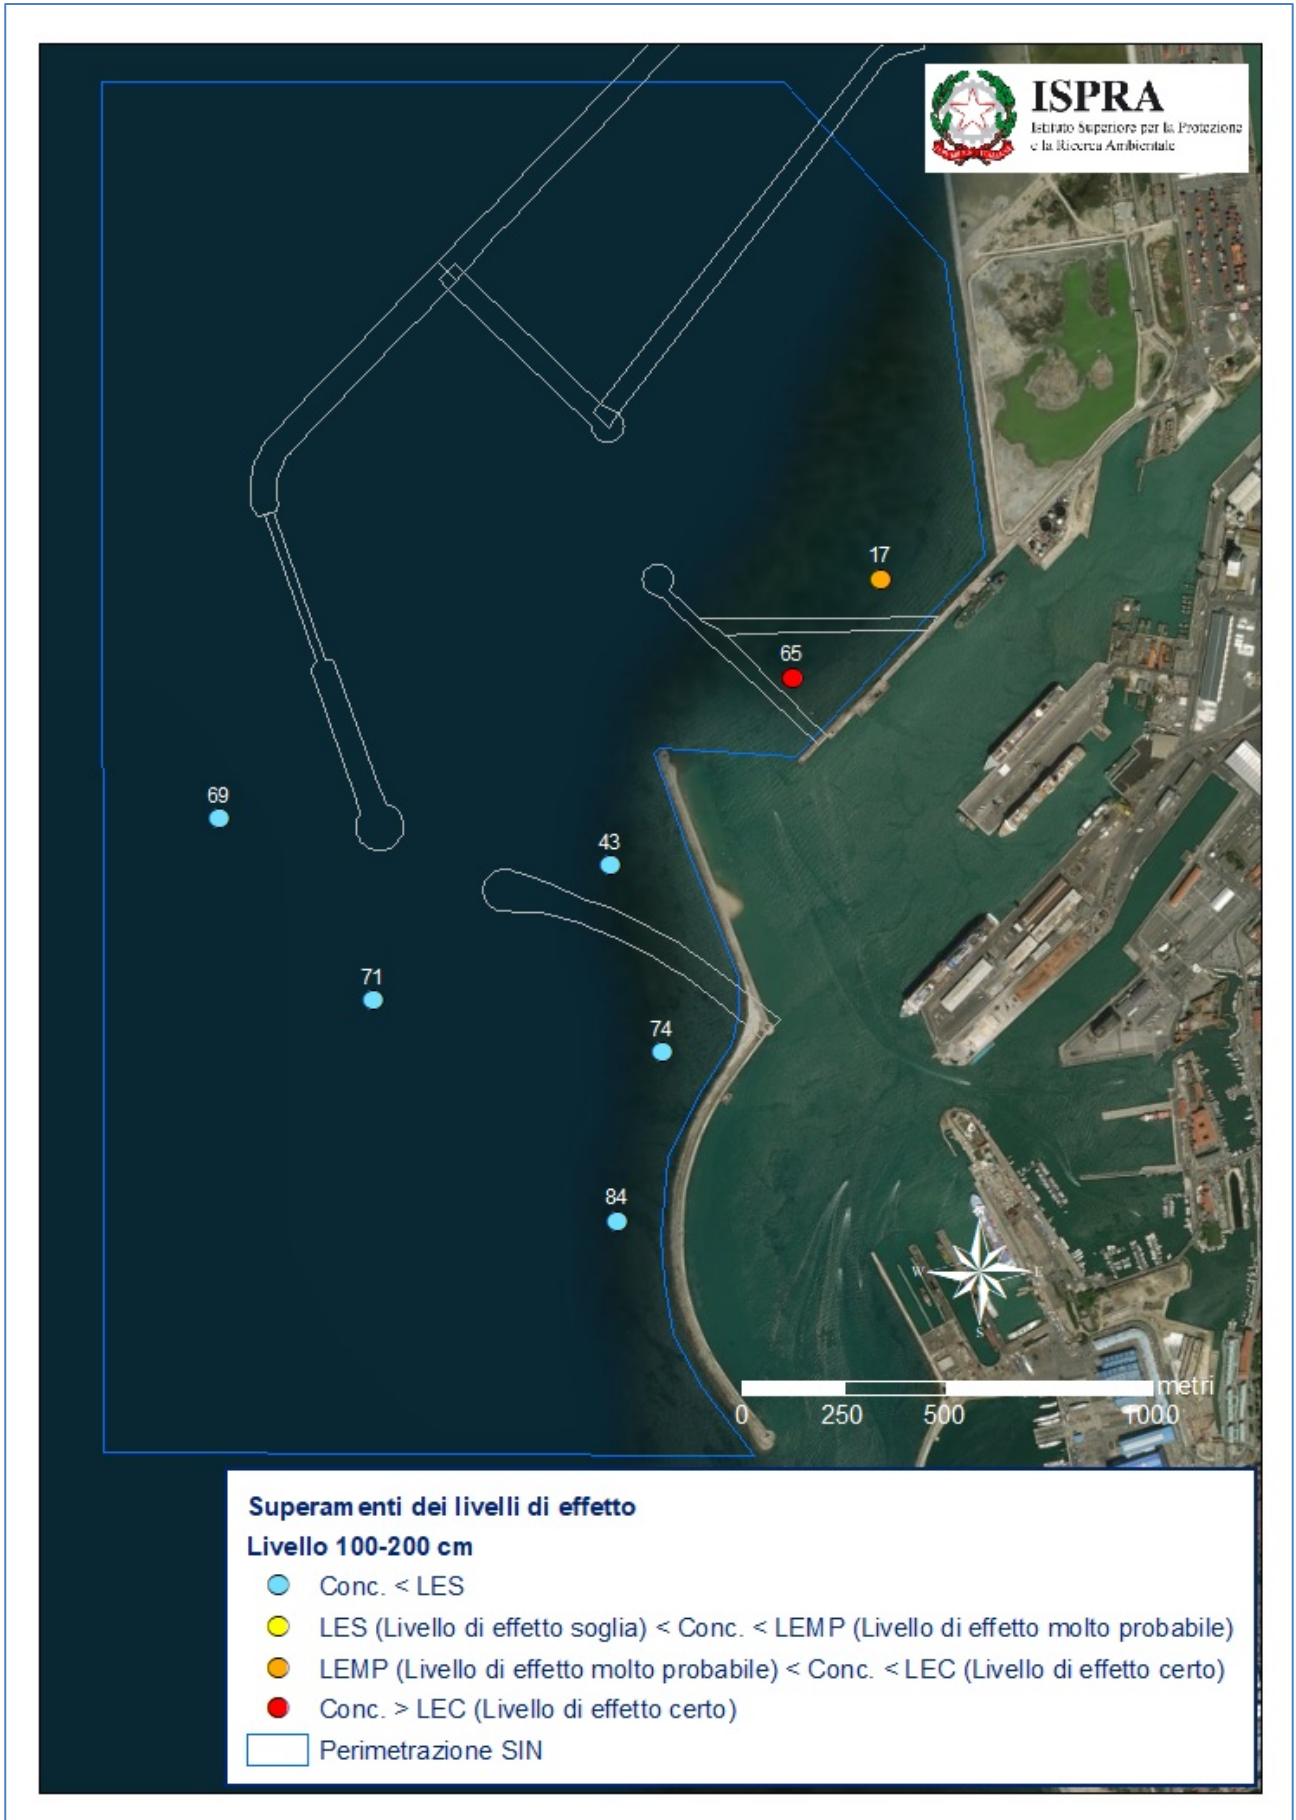 ISPRA
Istituto Superiore per la Protezione
e la Ricerca Ambientale
17
65
69
43
71
74
84
W E
S
metri
0 250 500 1000
Superamenti dei livelli di effetto
Livello 100-200 cm
Conc. < LES
LES (Livello di effetto soglia) < Conc. < LEMP (Livello di effetto molto probabile)
LEMP (Livello di effetto molto probabile) < Conc. < LEC (Livello di effetto certo)
Conc. > LEC (Livello di effetto certo)
Perimetrazione SIN